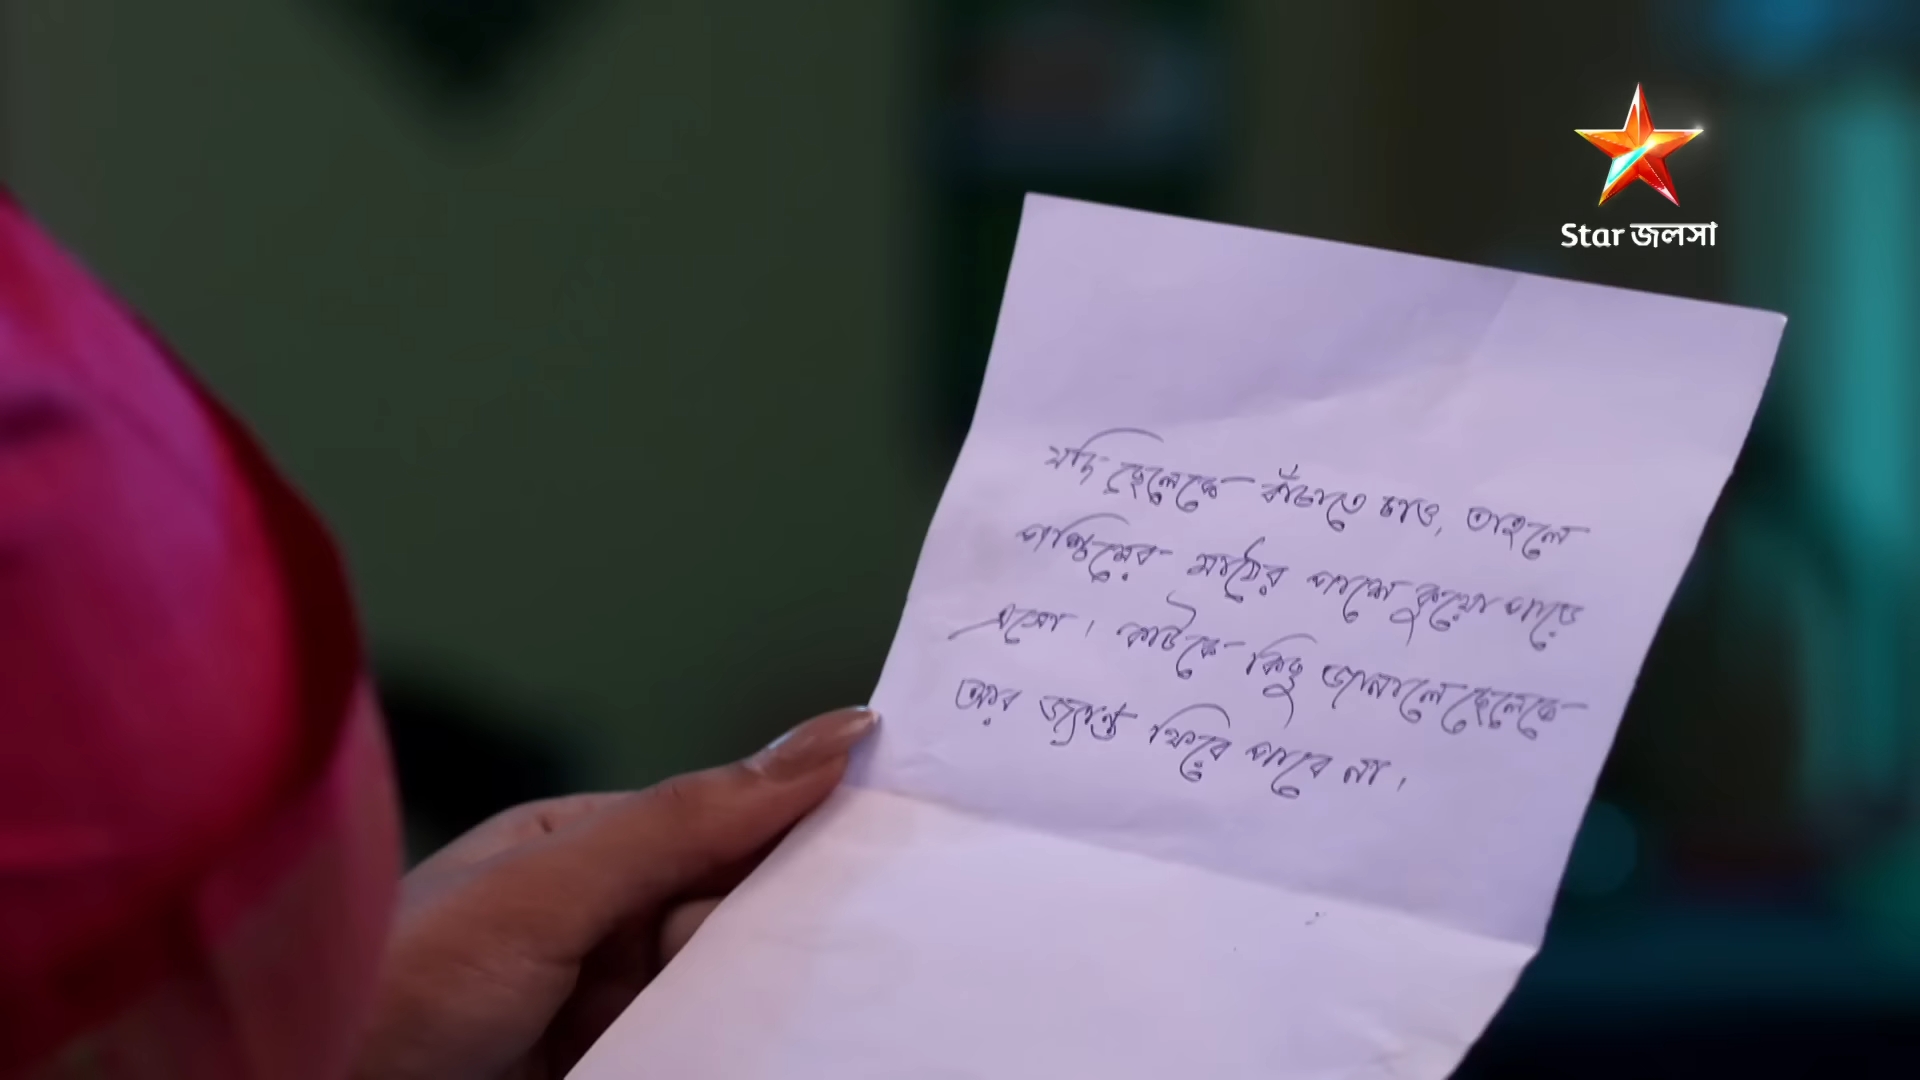 Star জলসা
যদি ছেলেকে বাঁচাতে চাও, তাহলে
পশ্চিমের মাঠের পাশে কুয়ো পাড়ে
এসো। কাউকে কিছু জানালে ছেলেকে
আর জ্যান্ত ফিরে পাবে না।